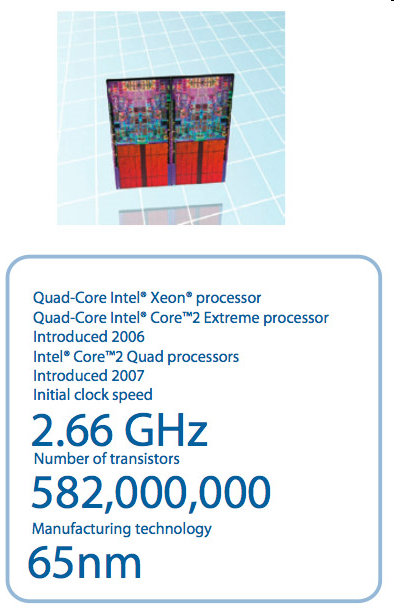 Quad-Core Intel® Xeon® processor
Quad-Core Intel® Core™2 Extreme processor
Introduced 2006
Intel® Core™2 Quad processors
Introduced 2007
Initial clock speed
2.66 GHz
Number of transistors
582,000,000
Manufacturing technology
65nm